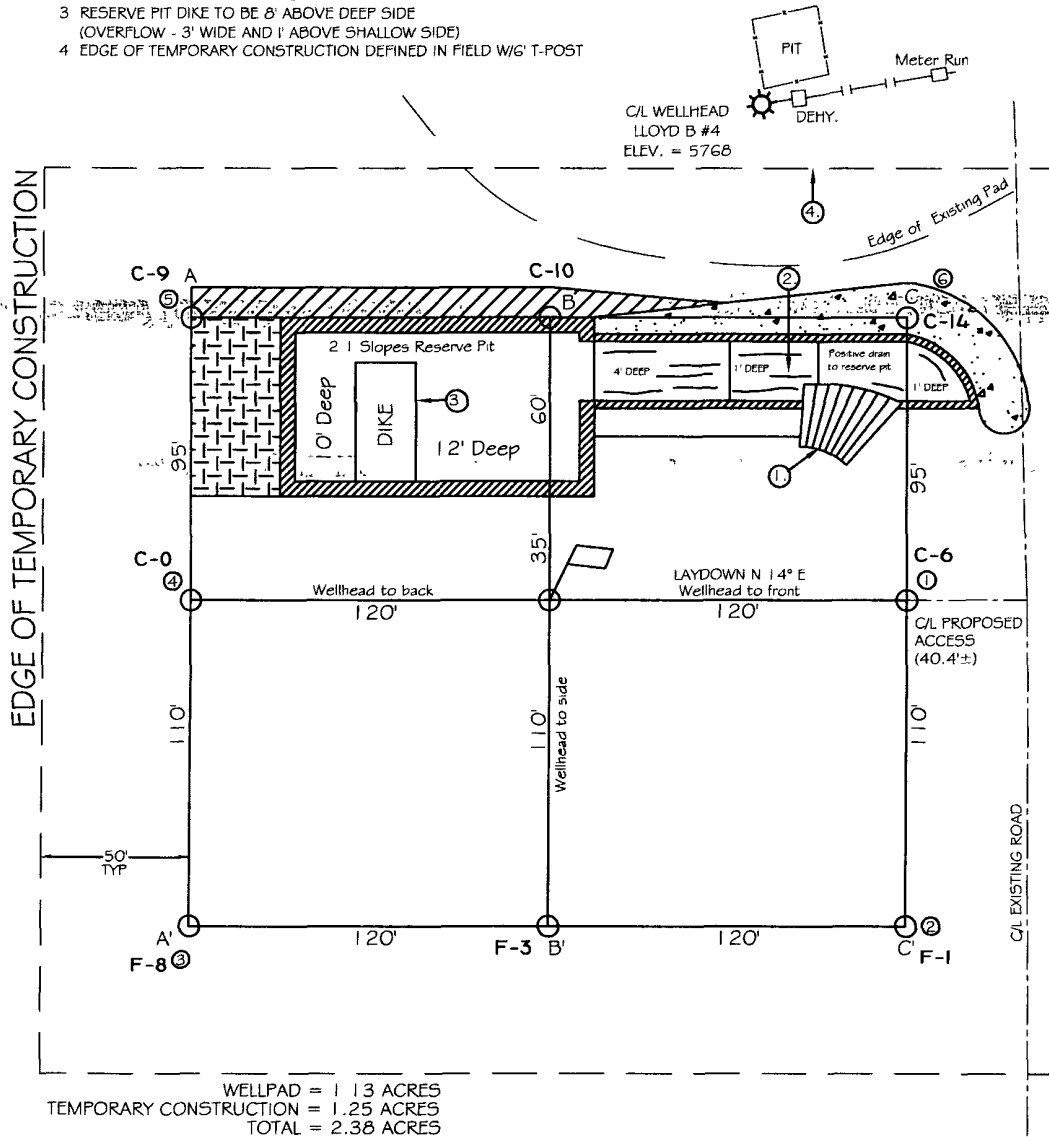 3 RESERVE PIT DIKE TO BE 8' ABOVE DEEP SIDE
(OVERFLOW - 3' WIDE AND 1' ABOVE SHALLOW SIDE)
4 EDGE OF TEMPORARY CONSTRUCTION DEFINED IN FIELD W/6' T-POST
PIT
Meter Run
DEHY.
C/L WELLHEAD
LLOYD B #4
ELEV. = 5768
4.
Edge of Existing Pad
EDGE OF TEMPORARY CONSTRUCTION
C-9 A
5
C-10
B
2
6
C
C-14
2 1 Slopes Reserve Pit
10' Deep
DIKE
3
12' Deep
60'
4' DEEP
1' DEEP
Positive drain
to reserve pit
1' DEEP
1.
95'
95'
35'
C-0
4
C-6
1
Wellhead to back
120'
LAYDOWN N 14° E
Wellhead to front
120'
C/L PROPOSED
ACCESS
(40.4'±)
110'
110'
Wellhead to side
110'
C/L EXISTING ROAD
50'
TYP
A'
F-8 3
120'
F-3 B'
120'
C' 2
F-1
WELLPAD = 1 13 ACRES
TEMPORARY CONSTRUCTION = 1.25 ACRES
TOTAL = 2.38 ACRES